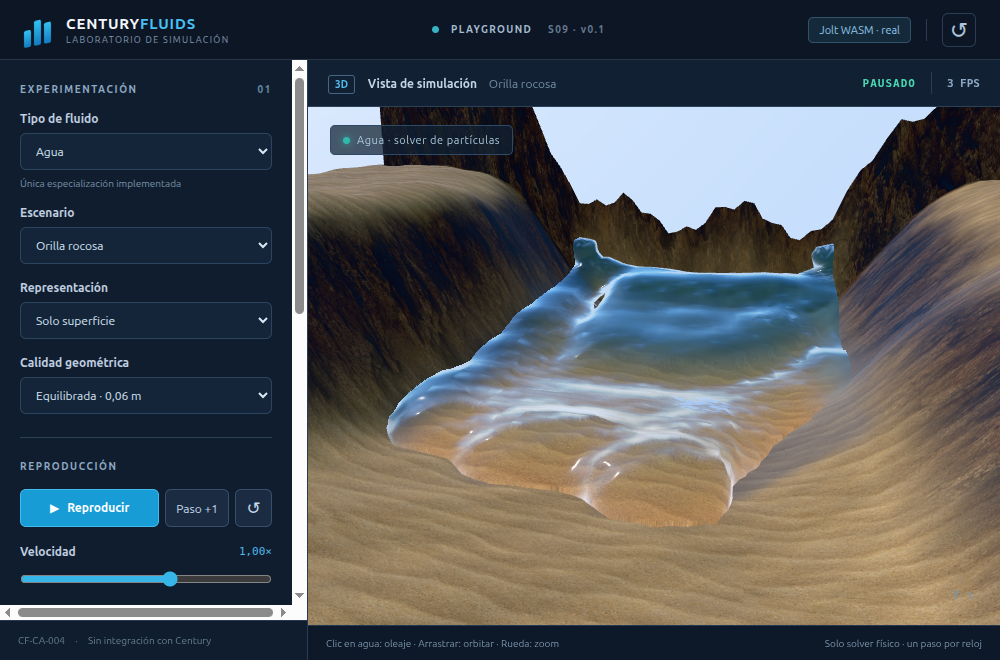 CENTURYFLUIDS
LABORATORIO DE SIMULACIÓN
PLAYGROUND S09 · v0.1
Jolt WASM · real
EXPERIMENTACIÓN 01
Tipo de fluido
Agua
Única especialización implementada
Escenario
Orilla rocosa
Representación
Solo superficie
Calidad geométrica
Equilibrada · 0,06 m
REPRODUCCIÓN
▶ Reproducir
Paso +1
↺
Velocidad 1,00×
CF-CA-004 · Sin integración con Century
3D Vista de simulación Orilla rocosa
PAUSADO 3 FPS
Agua · solver de partículas
Clic en agua: oleaje · Arrastrar: orbitar · Rueda: zoom
Solo solver físico · un paso por reloj